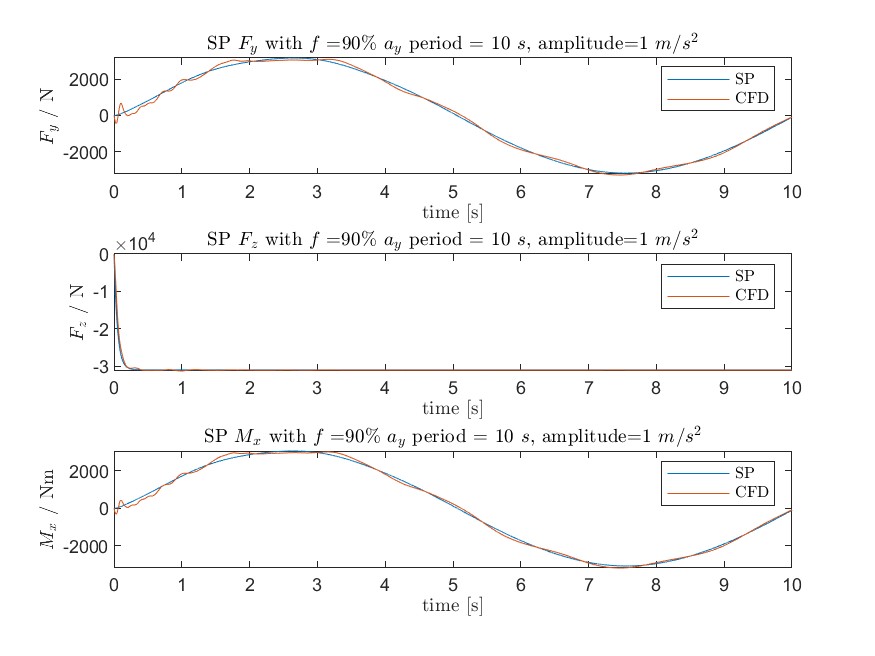 SP F_y with f =90% a_y period = 10 s, amplitude=1 m/s^2
2000
0
-2000
F_y / N
SP
CFD
0 1 2 3 4 5 6 7 8 9 10
time [s]
SP F_z with f =90% a_y period = 10 s, amplitude=1 m/s^2
×10^4
0
-1
-2
-3
F_z / N
SP
CFD
0 1 2 3 4 5 6 7 8 9 10
time [s]
SP M_x with f =90% a_y period = 10 s, amplitude=1 m/s^2
2000
0
-2000
M_x / Nm
SP
CFD
0 1 2 3 4 5 6 7 8 9 10
time [s]